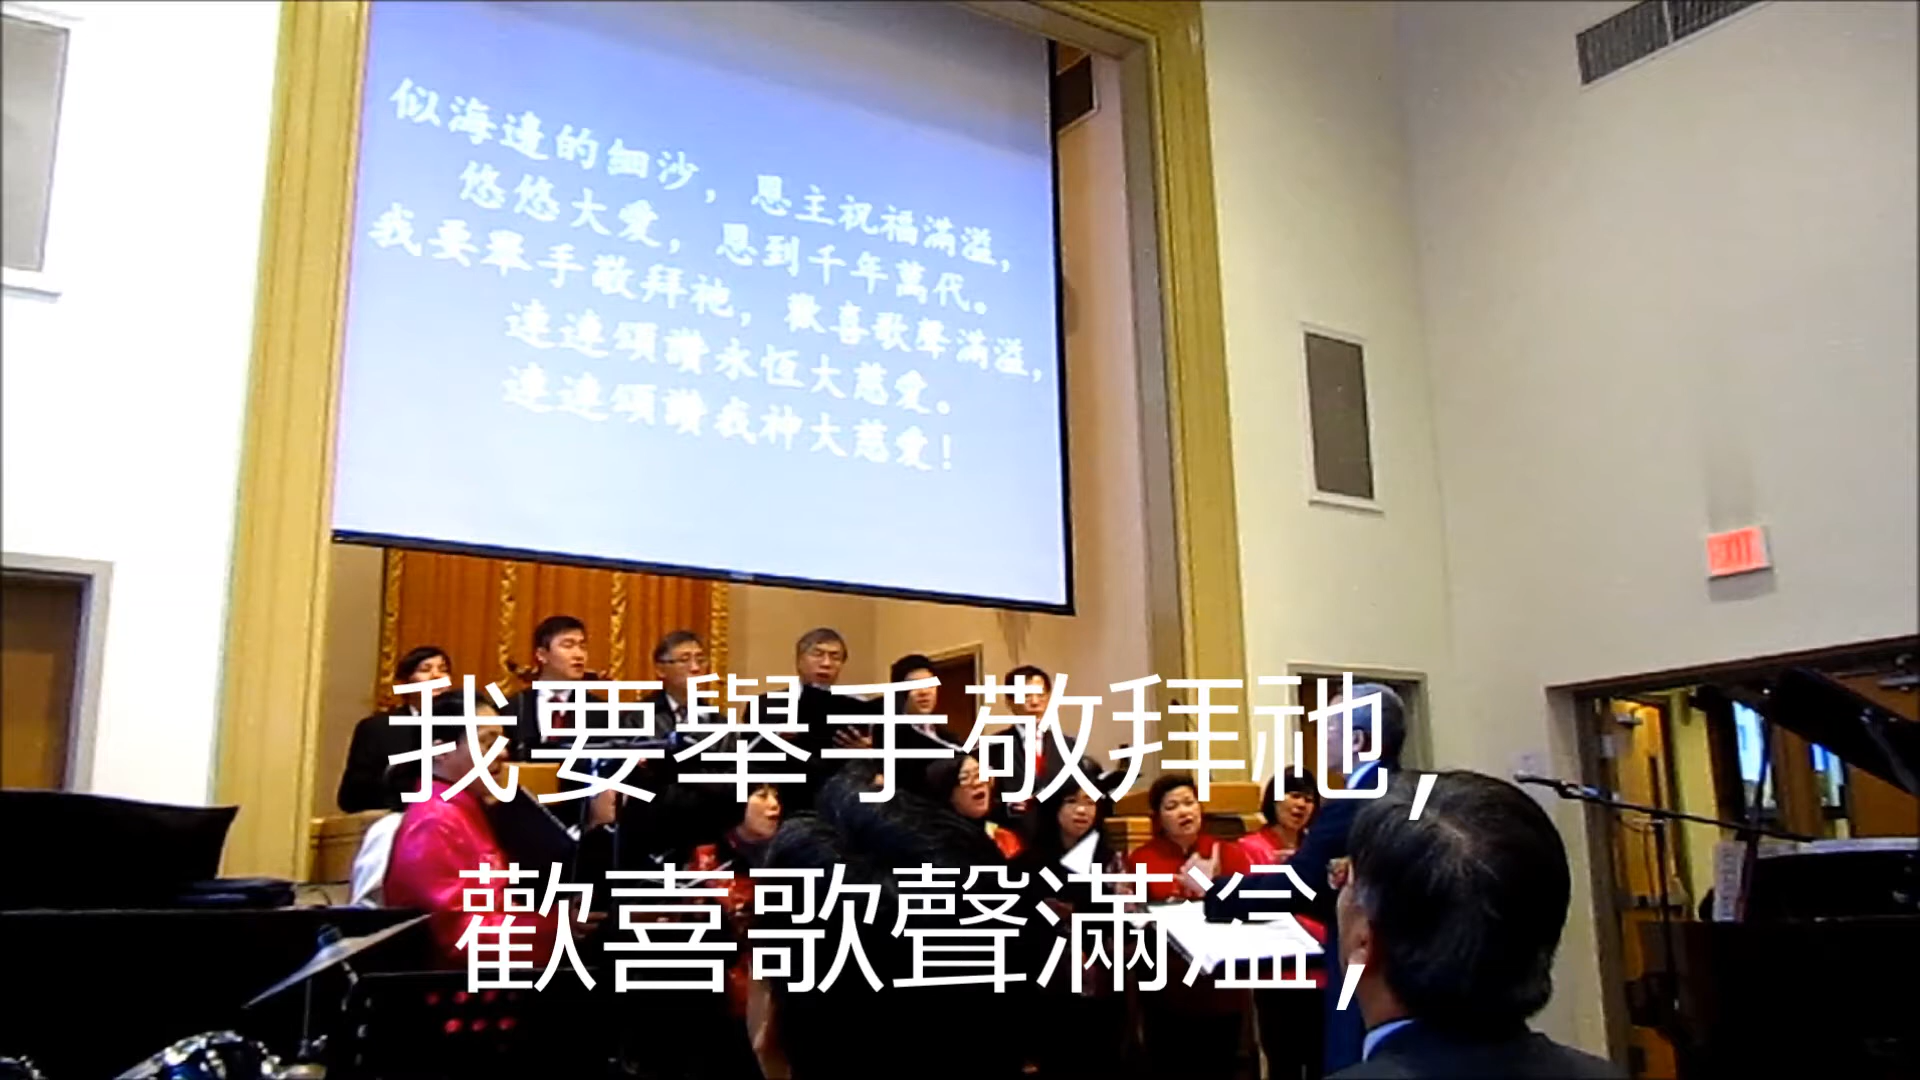 似海邊的細沙，恩主祝福滿溢，
悠悠大愛，恩到千年萬代。
我要舉手敬拜祂，歡喜歌聲滿溢，
連連頌讚永恆大慈愛。
連連頌讚我神大慈愛！
EXIT
我要舉手敬拜祂,
歡喜歌聲滿溢,